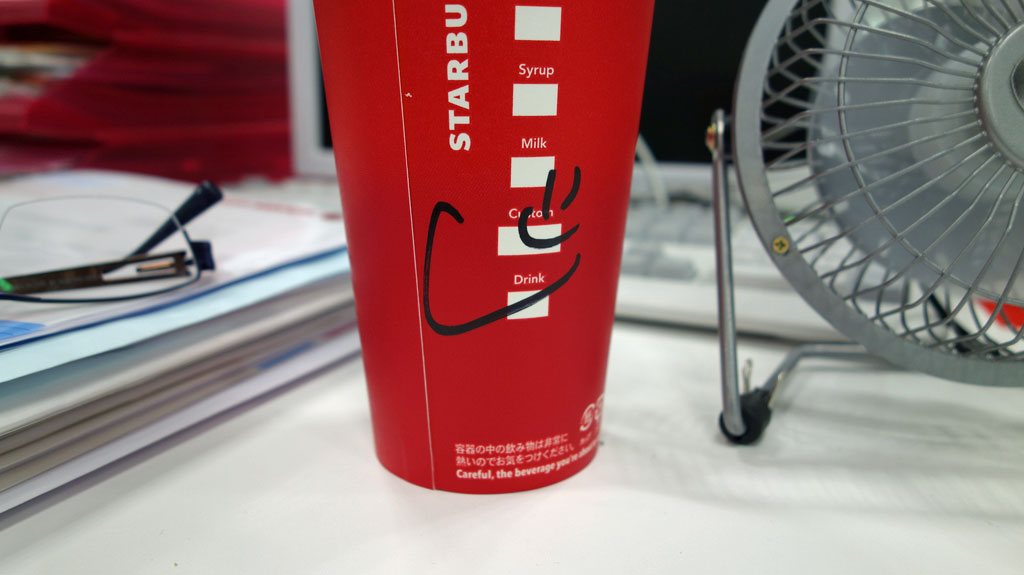 STARBU
Syrup
Milk
Custom
Drink
容器の中の飲み物は非常に
熱いのでお気をつけください。
Careful, the beverage you're